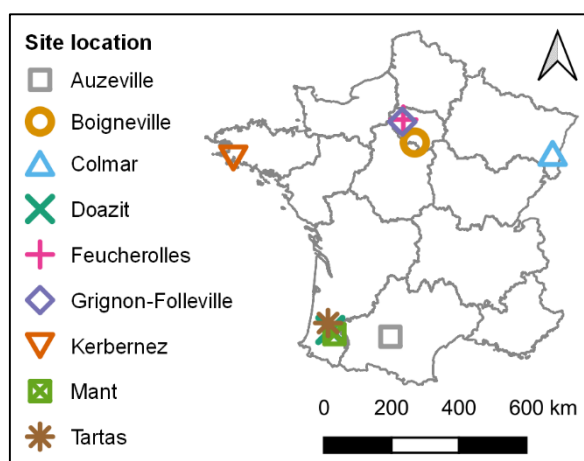 Site location
Auzeville
Boigneville
Colmar
Doazit
Feucherolles
Grignon-Folleville
Kerbernez
Mant
Tartas
0 200 400 600 km